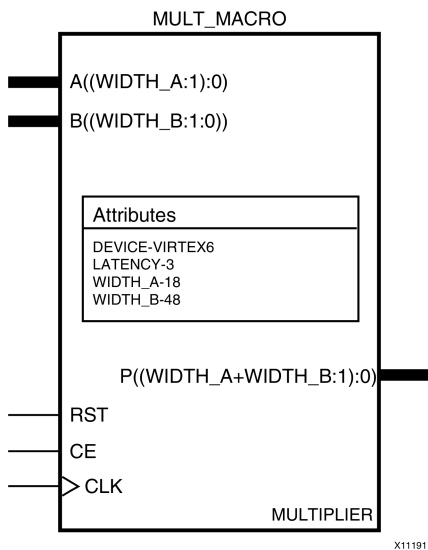 MULT_MACRO
A((WIDTH_A:1):0)
B((WIDTH_B:1:0))
Attributes
DEVICE-VIRTEX6
LATENCY-3
WIDTH_A-18
WIDTH_B-48
P((WIDTH_A+WIDTH_B:1):0)
RST
CE
CLK
MULTIPLIER
X11191